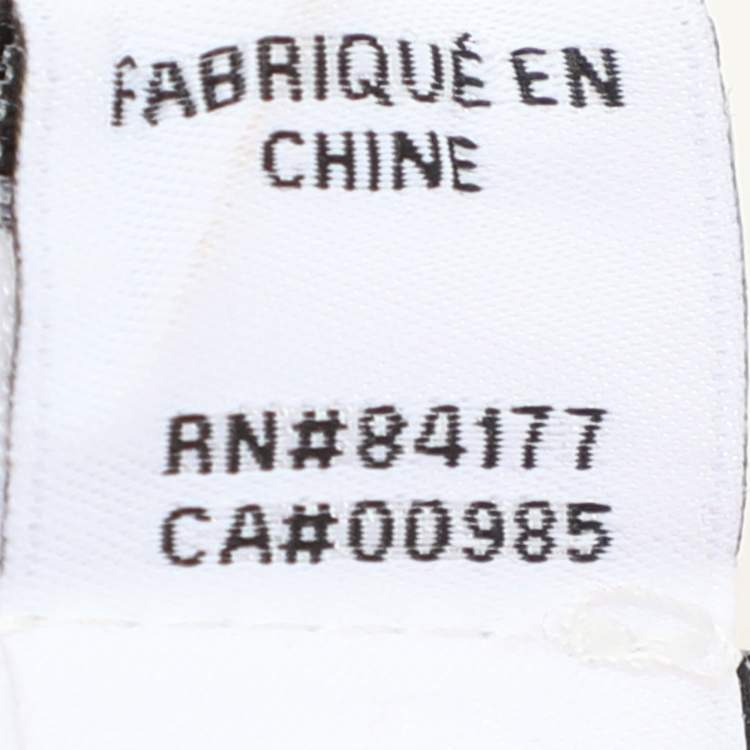 FABRIQUÉ EN
CHINE
RN#84177
CA#00985